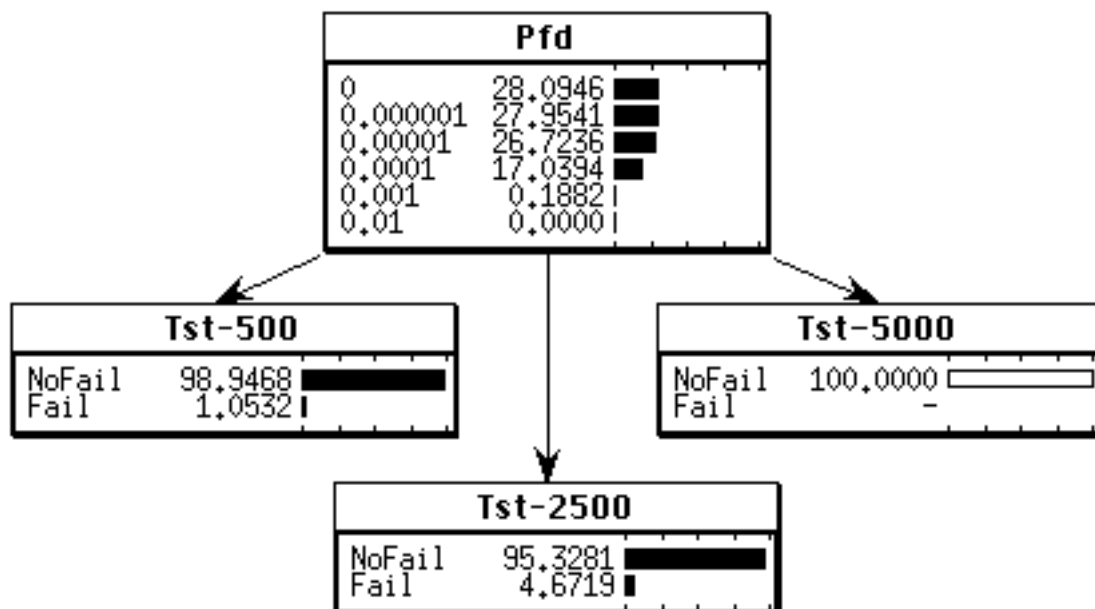 Pfd
0 28.0946
0.000001 27.9541
0.00001 26.7236
0.0001 17.0394
0.001 0.1882
0.01 0.0000
Tst-500
NoFail 98.9468
Fail 1.0532
Tst-5000
NoFail 100.0000
Fail -
Tst-2500
NoFail 95.3281
Fail 4.6719